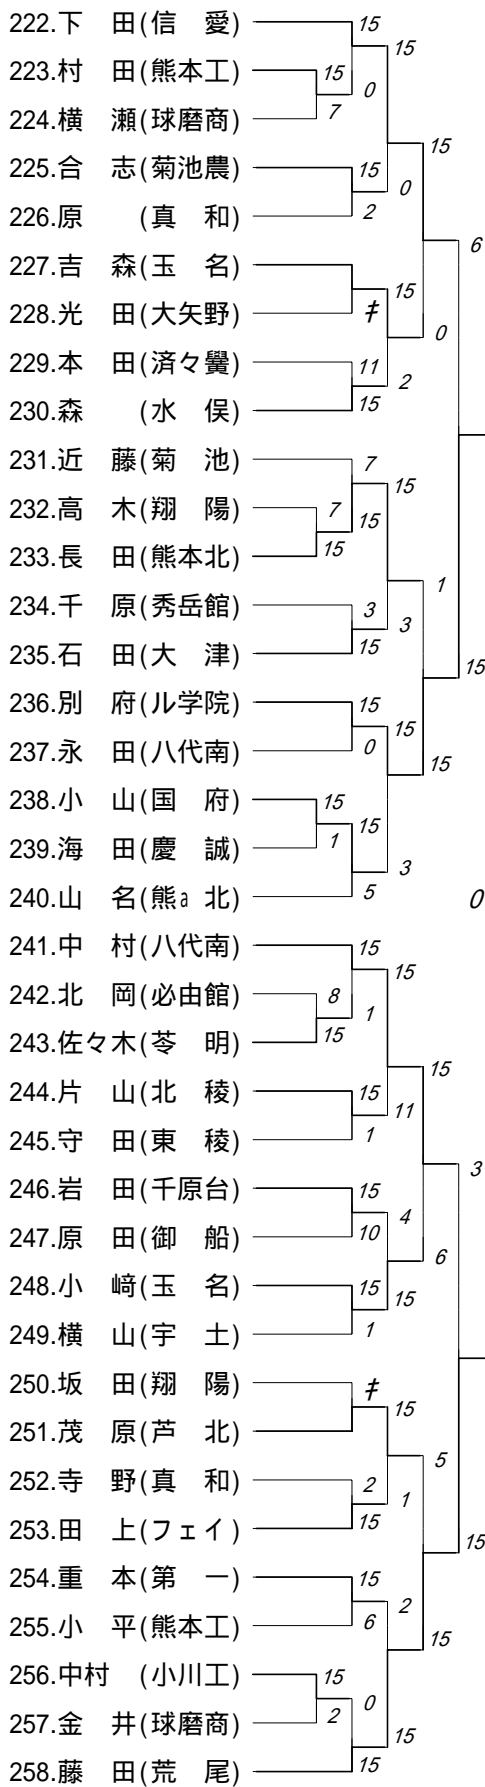 222.下　田(信　愛)
15
15
223.村　田(熊本工)
15
0
224.横　瀬(球磨商)
7
15
225.合　志(菊池農)
15
0
226.原　　(真　和)
2
6
227.吉　森(玉　名)
15
228.光　田(大矢野)
キ
0
229.本　田(済々黌)
11
2
230.森　　(水　俣)
15
231.近　藤(菊　池)
7
15
232.高　木(翔　陽)
7
15
233.長　田(熊本北)
15
1
234.千　原(秀岳館)
3
3
235.石　田(大　津)
15
15
236.別　府(ル学院)
15
15
237.永　田(八代南)
0
15
238.小　山(国　府)
15
15
239.海　田(慶　誠)
1
3
240.山　名(熊a 北)
5
0
241.中　村(八代南)
15
15
242.北　岡(必由館)
8
1
243.佐々木(苓　明)
15
15
244.片　山(北　稜)
15
11
245.守　田(東　稜)
1
3
246.岩　田(千原台)
15
4
247.原　田(御　船)
10
6
248.小　﨑(玉　名)
15
15
249.横　山(宇　土)
1
250.坂　田(翔　陽)
キ
15
251.茂　原(芦　北)
5
252.寺　野(真　和)
2
1
253.田　上(フェイ)
15
15
254.重　本(第　一)
15
2
255.小　平(熊本工)
6
15
256.中村　(小川工)
15
0
257.金　井(球磨商)
2
15
258.藤　田(荒　尾)
15